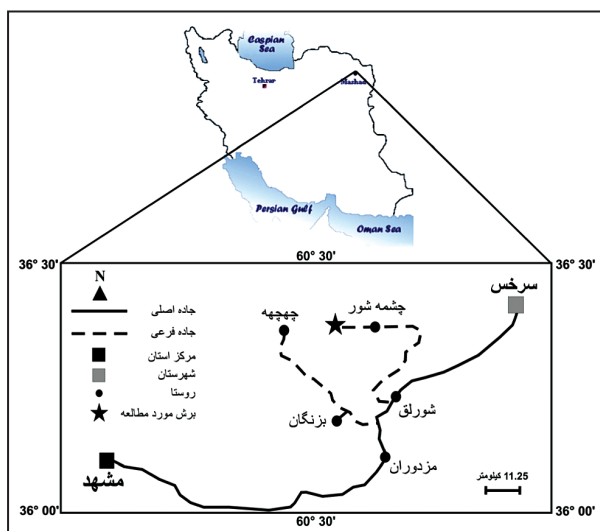 Caspian
Sea
Tehran
Mashad
Persian Gulf
Oman Sea
60° 30'
36° 30'
36° 30'
N
جاده اصلی
جاده فرعی
مرکز استان
شهرستان
روستا
برش مورد مطالعه
سرخس
چشمه شور
چهچهه
شورلق
بزنگان
مزدوران
مشهد
11.25 کیلومتر
36° 00'
60° 30'
36° 00'